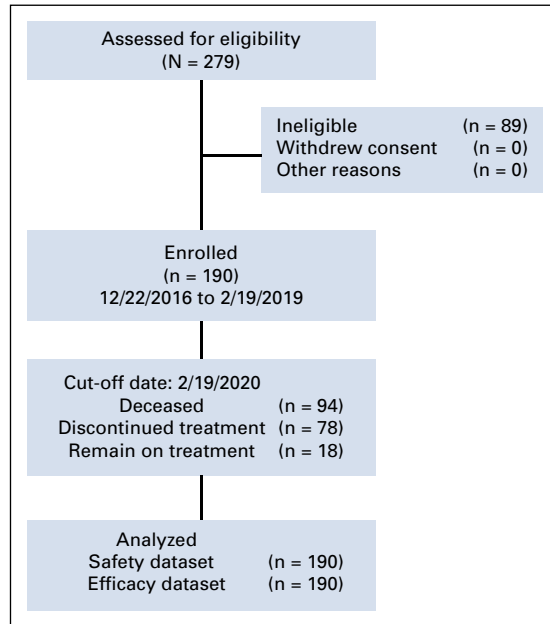 Assessed for eligibility
(N = 279)
Ineligible (n = 89)
Withdrew consent (n = 0)
Other reasons (n = 0)
Enrolled
(n = 190)
12/22/2016 to 2/19/2019
Cut-off date: 2/19/2020
Deceased (n = 94)
Discontinued treatment (n = 78)
Remain on treatment (n = 18)
Analyzed
Safety dataset (n = 190)
Efficacy dataset (n = 190)